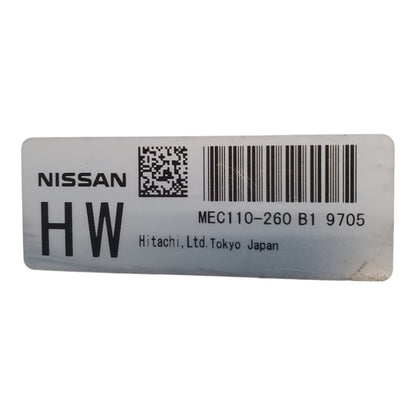 NISSAN
MEC110-260 B1 9705
HW
Hitachi,Ltd.Tokyo Japan